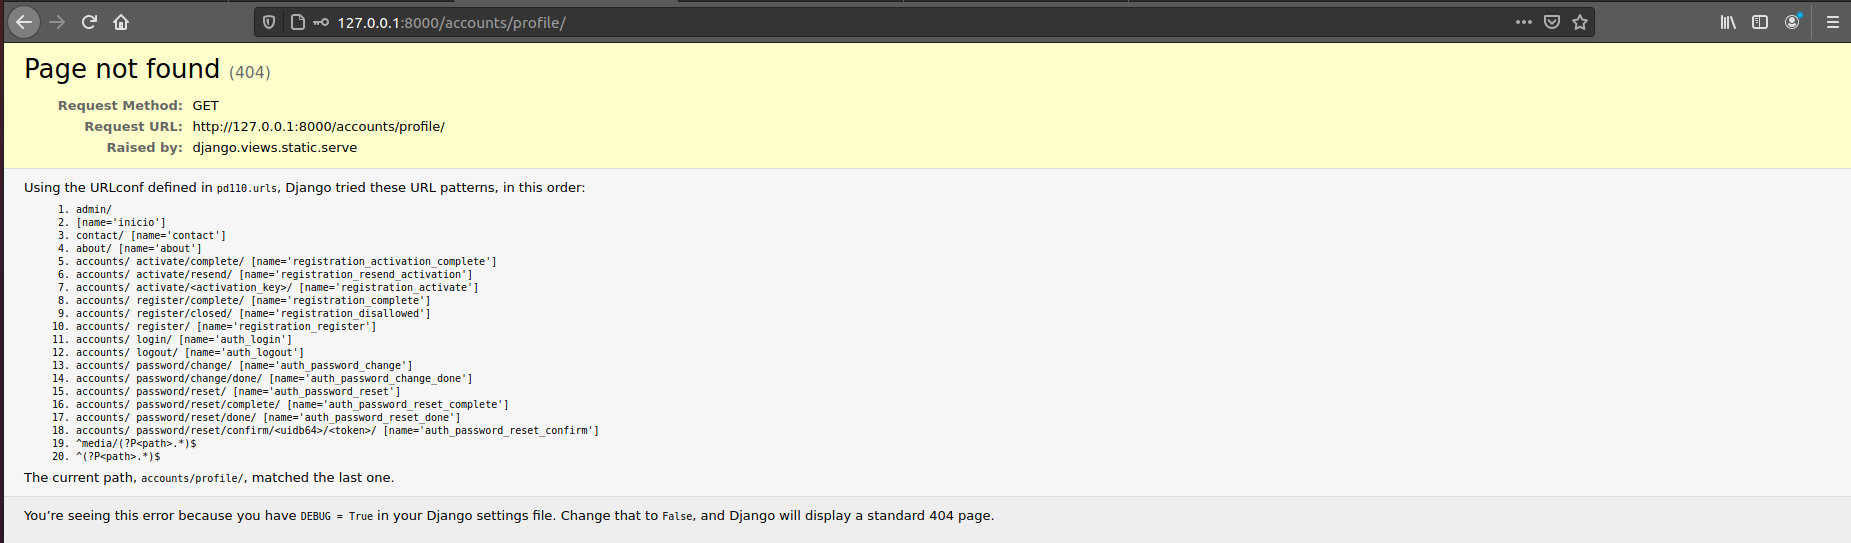 127.0.0.1:8000/accounts/profile/
Page not found (404)
Request Method: GET
Request URL: http://127.0.0.1:8000/accounts/profile/
Raised by: django.views.static.serve
Using the URLconf defined in pd110.urls, Django tried these URL patterns, in this order:
1. admin/
2. [name='inicio']
3. contact/ [name='contact']
4. about/ [name='about']
5. accounts/ activate/complete/ [name='registration_activation_complete']
6. accounts/ activate/resend/ [name='registration_resend_activation']
7. accounts/ activate/<activation_key>/ [name='registration_activate']
8. accounts/ register/complete/ [name='registration_complete']
9. accounts/ register/closed/ [name='registration_disallowed']
10. accounts/ register/ [name='registration_register']
11. accounts/ login/ [name='auth_login']
12. accounts/ logout/ [name='auth_logout']
13. accounts/ password/change/ [name='auth_password_change']
14. accounts/ password/change/done/ [name='auth_password_change_done']
15. accounts/ password/reset/ [name='auth_password_reset']
16. accounts/ password/reset/complete/ [name='auth_password_reset_complete']
17. accounts/ password/reset/done/ [name='auth_password_reset_done']
18. accounts/ password/reset/confirm/<uidb64>/<token>/ [name='auth_password_reset_confirm']
19. ^media/(?P<path>.*)$
20. ^(?P<path>.*)$
The current path, accounts/profile/, matched the last one.
You’re seeing this error because you have DEBUG = True in your Django settings file. Change that to False, and Django will display a standard 404 page.